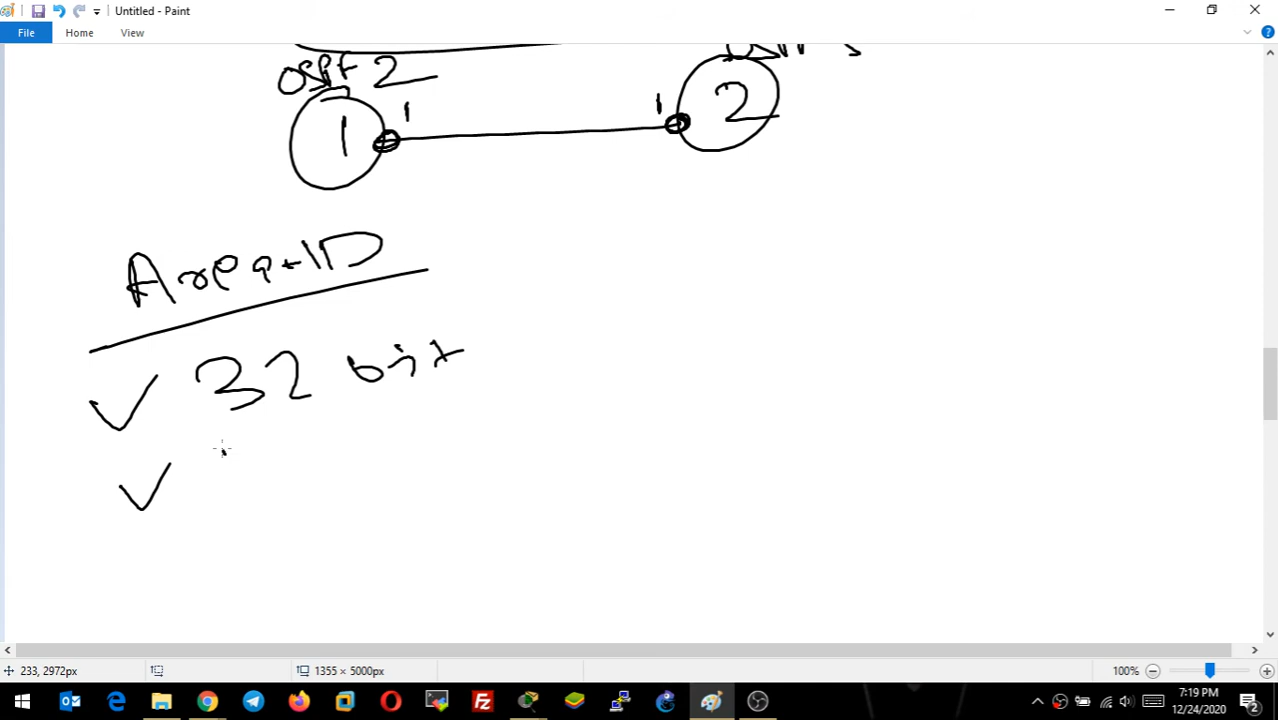 Untitled - Paint
File Home View
OSPF 2
1 1 1 2
Area-ID
32 bit
233, 2972px 1355 × 5000px 100%
7:19 PM
12/24/2020
2